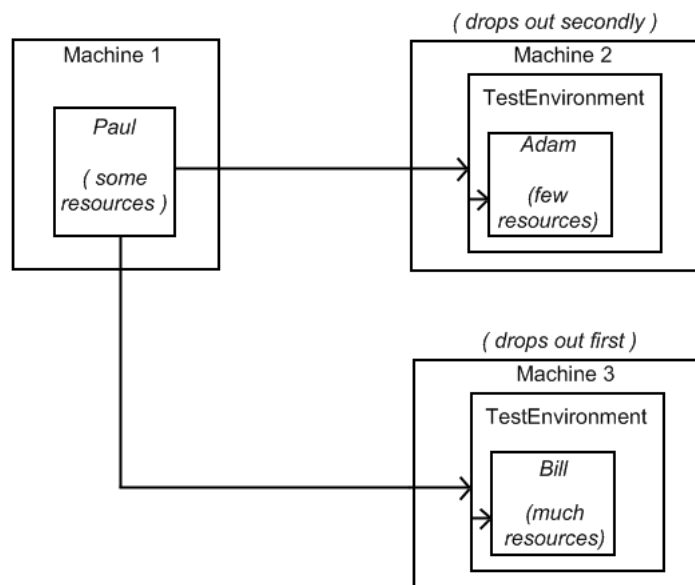 ( drops out secondly )
Machine 1
Machine 2
TestEnvironment
Paul
Adam
( some
resources )
(few
resources)
( drops out first )
Machine 3
TestEnvironment
Bill
(much
resources)